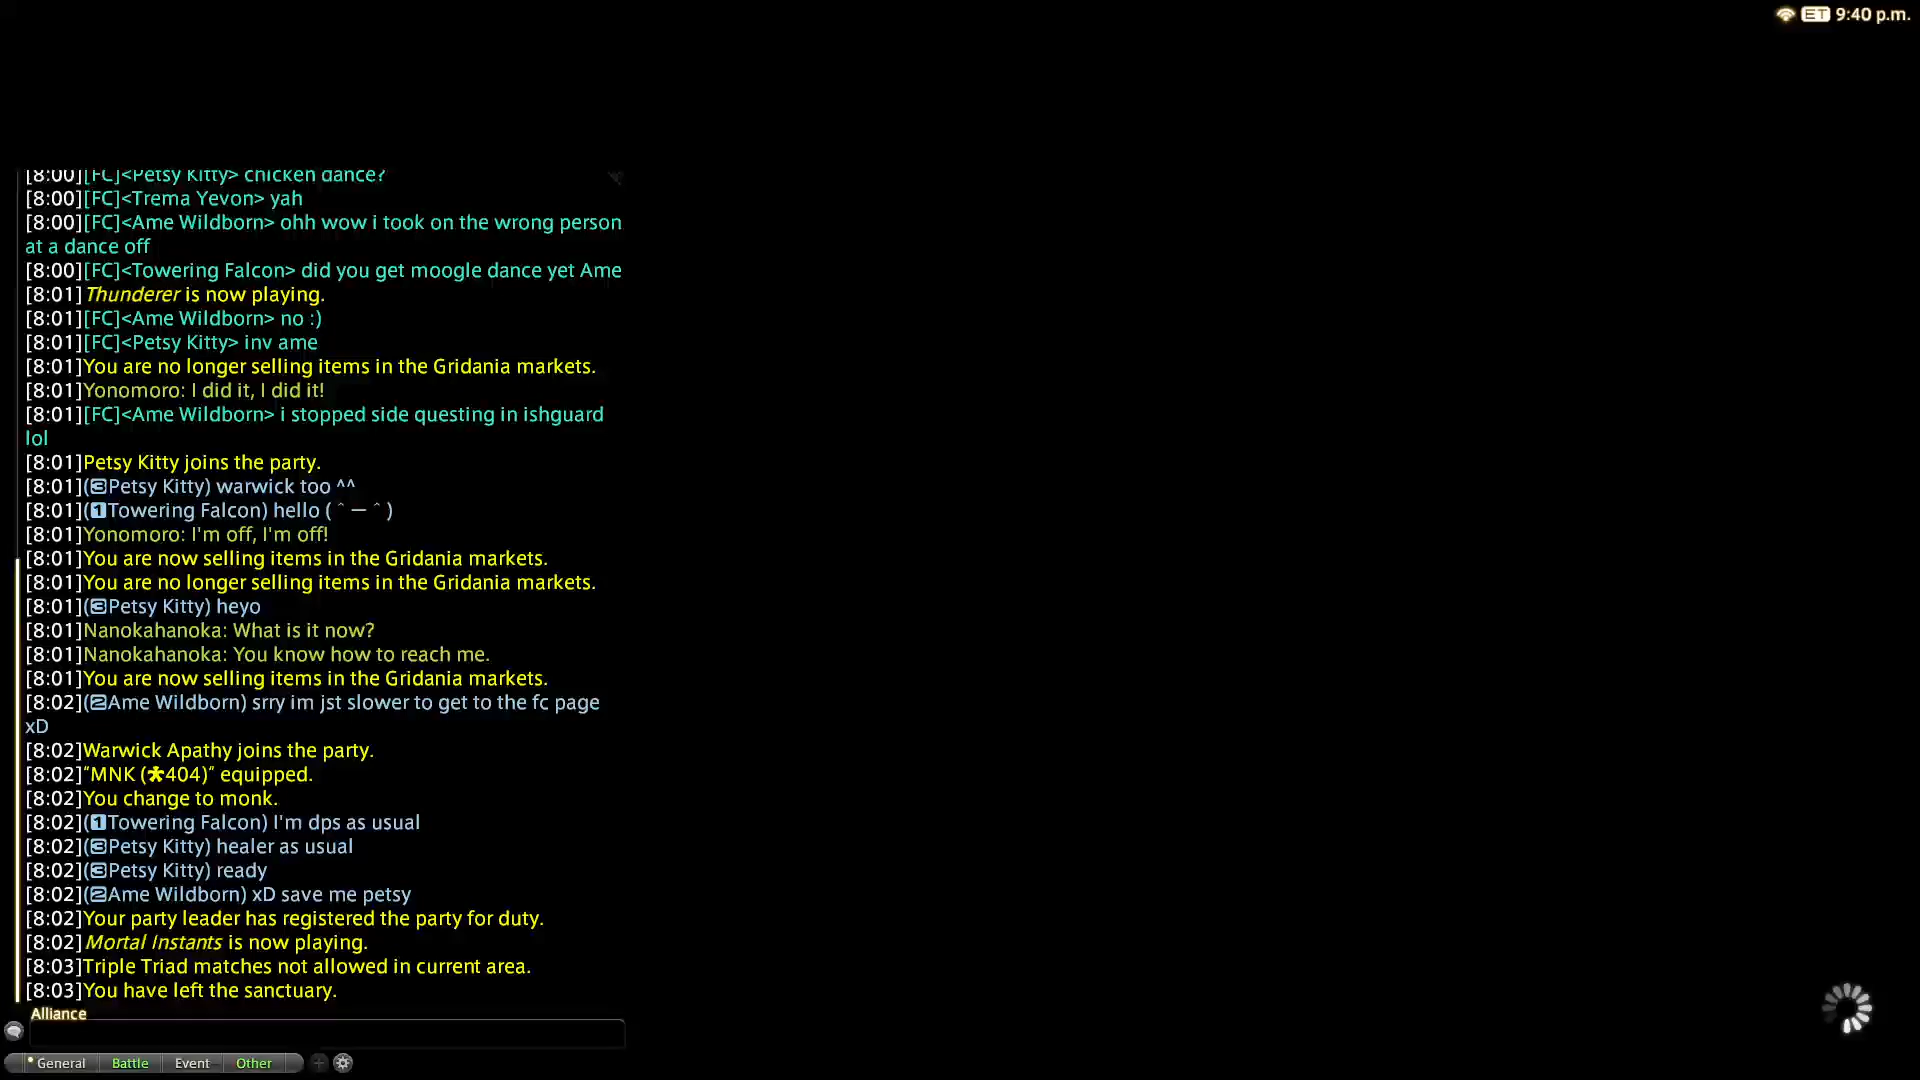 ET 9:40 p.m.
[8:00][FC]<Petsy Kitty> chicken dance?
[8:00][FC]<Trema Yevon> yah
[8:00][FC]<Ame Wildborn> ohh wow i took on the wrong person
at a dance off
[8:00][FC]<Towering Falcon> did you get moogle dance yet Ame
[8:01]Thunderer is now playing.
[8:01][FC]<Ame Wildborn> no :)
[8:01][FC]<Petsy Kitty> inv ame
[8:01]You are no longer selling items in the Gridania markets.
[8:01]Yonomoro: I did it, I did it!
[8:01][FC]<Ame Wildborn> i stopped side questing in ishguard
lol
[8:01]Petsy Kitty joins the party.
[8:01](3Petsy Kitty) warwick too ^^
[8:01](1Towering Falcon) hello ( ˆ — ˆ )
[8:01]Yonomoro: I'm off, I'm off!
[8:01]You are now selling items in the Gridania markets.
[8:01]You are no longer selling items in the Gridania markets.
[8:01](3Petsy Kitty) heyo
[8:01]Nanokahanoka: What is it now?
[8:01]Nanokahanoka: You know how to reach me.
[8:01]You are now selling items in the Gridania markets.
[8:02](2Ame Wildborn) srry im jst slower to get to the fc page
xD
[8:02]Warwick Apathy joins the party.
[8:02]"MNK (404)" equipped.
[8:02]You change to monk.
[8:02](1Towering Falcon) I'm dps as usual
[8:02](3Petsy Kitty) healer as usual
[8:02](3Petsy Kitty) ready
[8:02](2Ame Wildborn) xD save me petsy
[8:02]Your party leader has registered the party for duty.
[8:02]Mortal Instants is now playing.
[8:03]Triple Triad matches not allowed in current area.
[8:03]You have left the sanctuary.
Alliance
General Battle Event Other